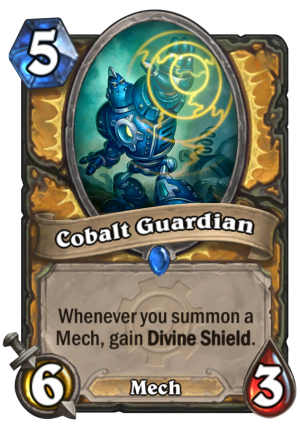 5
Cobalt Guardian
Whenever you summon a
Mech, gain Divine Shield.
6
Mech
3